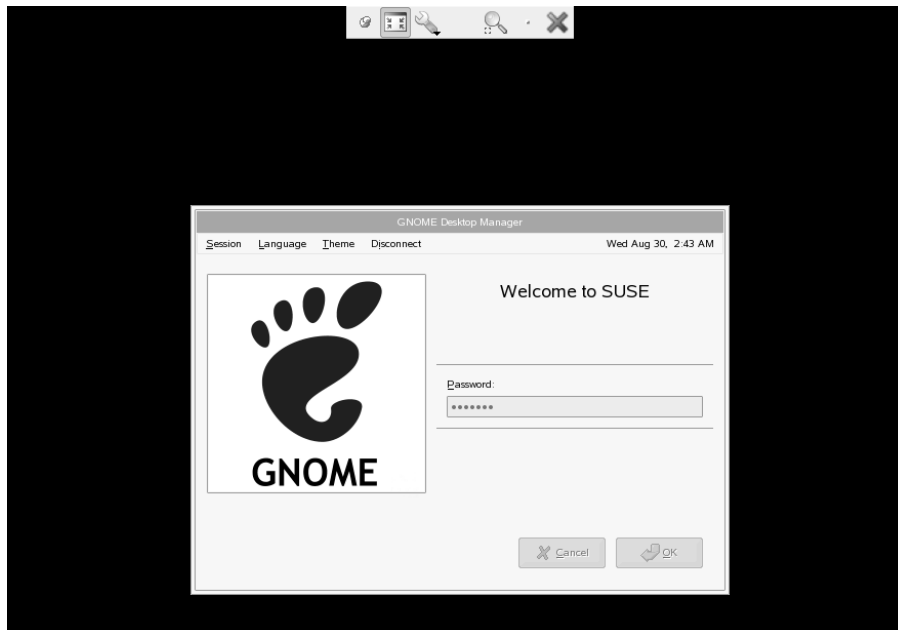 GNOME Desktop Manager
Session Language Theme Disconnect Wed Aug 30, 2:43 AM
Welcome to SUSE
Password:
•••••••
GNOME
Cancel OK